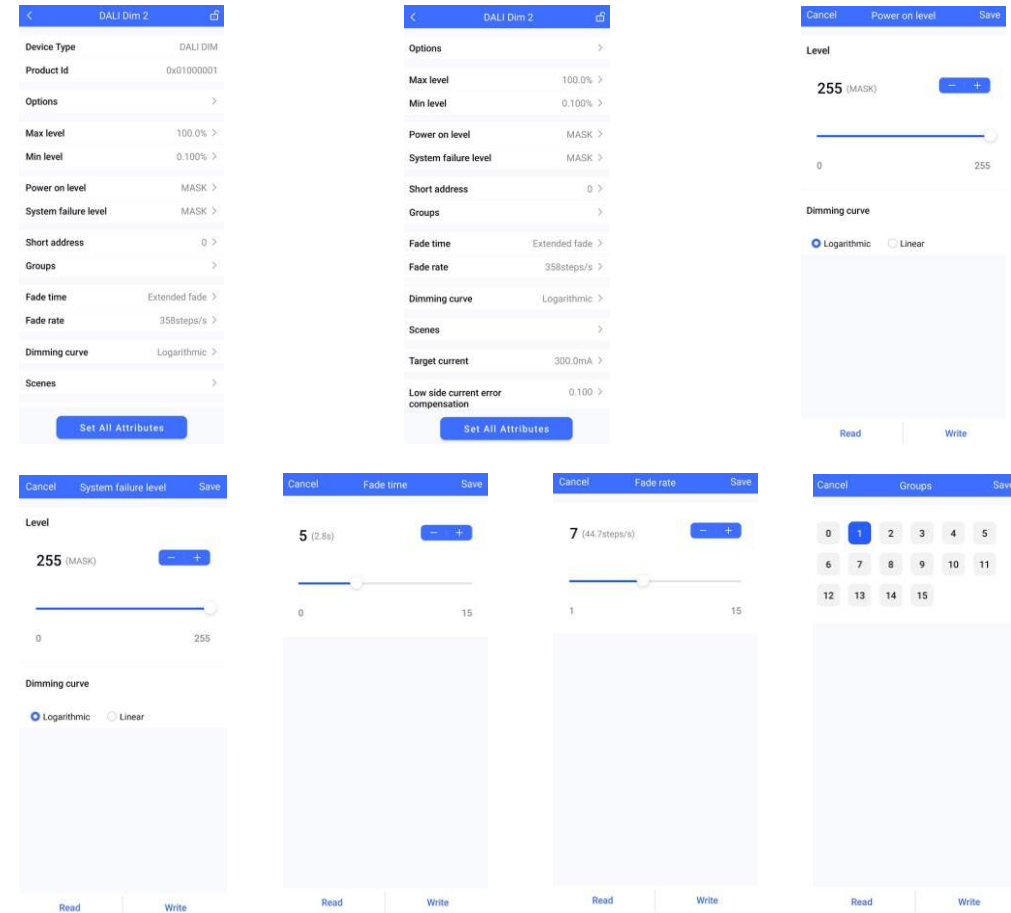 DALI Dim 2
Device Type DALI DIM
Product Id 0x01000001
Options
Max level 100.0%
Min level 0.100%
Power on level MASK
System failure level MASK
Short address 0
Groups
Fade time Extended fade
Fade rate 358steps/s
Dimming curve Logarithmic
Scenes
Set All Attributes
DALI Dim 2
Options
Max level 100.0%
Min level 0.100%
Power on level MASK
System failure level MASK
Short address 0
Groups
Fade time Extended fade
Fade rate 358steps/s
Dimming curve Logarithmic
Scenes
Target current 300.0mA
Low side current error 0.100
compensation
Set All Attributes
Cancel Power on level Save
Level
255 (MASK) - +
0 255
Dimming curve
Logarithmic Linear
Read Write
Cancel System failure level Save
Level
255 (MASK) - +
0 255
Dimming curve
Logarithmic Linear
Read Write
Cancel Fade time Save
5 (2.8s) - +
0 15
Read Write
Cancel Fade rate Save
7 (44.7steps/s) - +
1 15
Read Write
Cancel Groups Save
0 1 2 3 4 5
6 7 8 9 10 11
12 13 14 15
Read Write